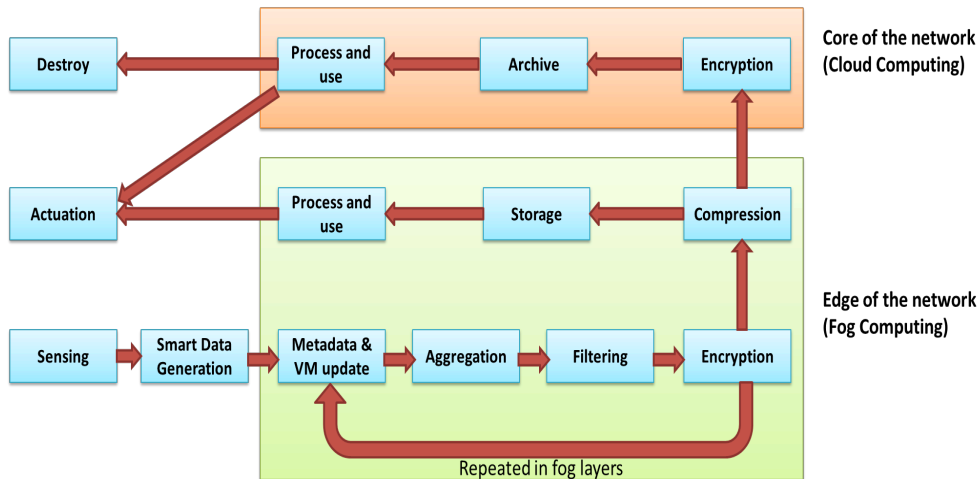 Destroy
Process and
use
Archive
Encryption
Core of the network
(Cloud Computing)
Actuation
Process and
use
Storage
Compression
Edge of the network
(Fog Computing)
Sensing
Smart Data
Generation
Metadata &
VM update
Aggregation
Filtering
Encryption
Repeated in fog layers